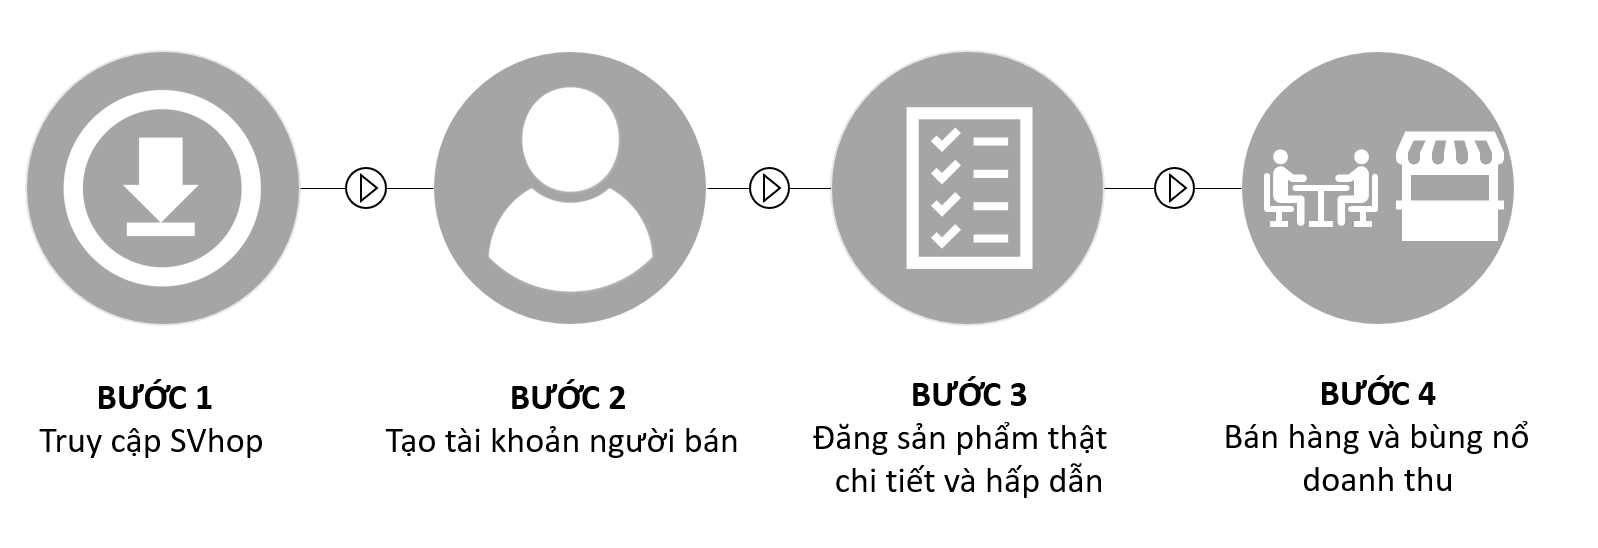 BƯỚC 1
Truy cập SVhop
BƯỚC 2
Tạo tài khoản người bán
BƯỚC 3
Đăng sản phẩm thật
chi tiết và hấp dẫn
BƯỚC 4
Bán hàng và bùng nổ
doanh thu